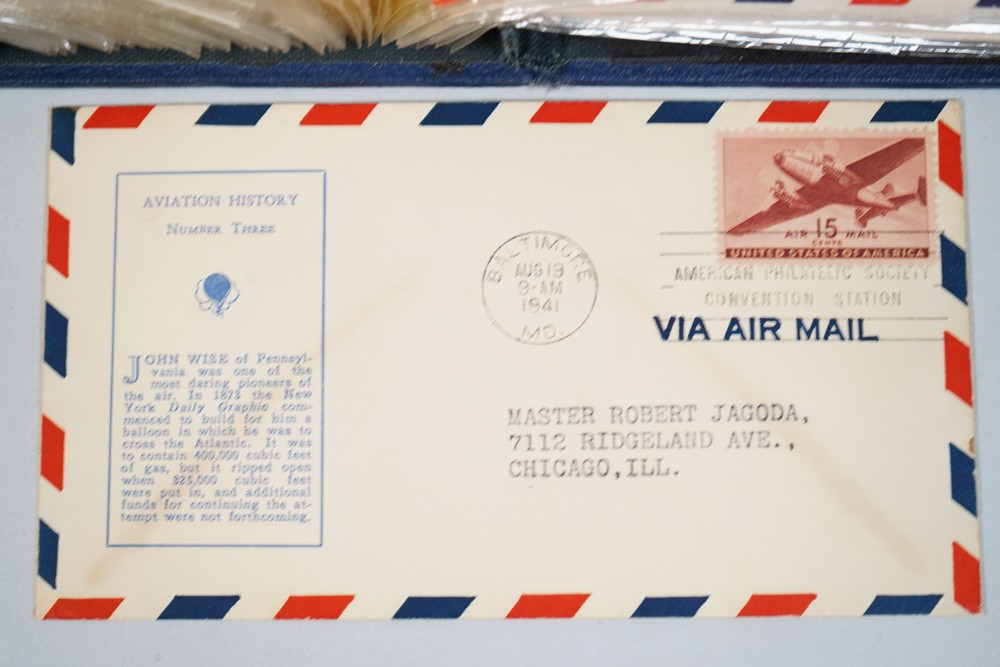 AVIATION HISTORY
NUMBER THREE
JOHN WISE of Pennsyl-
vania was one of the
most daring pioneers of
the air. In 1873 the New
York Daily Graphic com-
menced to build for him a
balloon in which he was to
cross the Atlantic. It was
to contain 400,000 cubic feet
of gas, but it ripped open
when 325,000 cubic feet
were put in, and additional
funds for continuing the at-
tempt were not forthcoming.
BALTIMORE
AUG 19
9-AM
1941
MD.
AIR 15 MAIL
CENTS
UNITED STATES OF AMERICA
AMERICAN PHILATELIC SOCIETY
CONVENTION STATION
VIA AIR MAIL
MASTER ROBERT JAGODA,
7112 RIDGELAND AVE.,
CHICAGO,ILL.